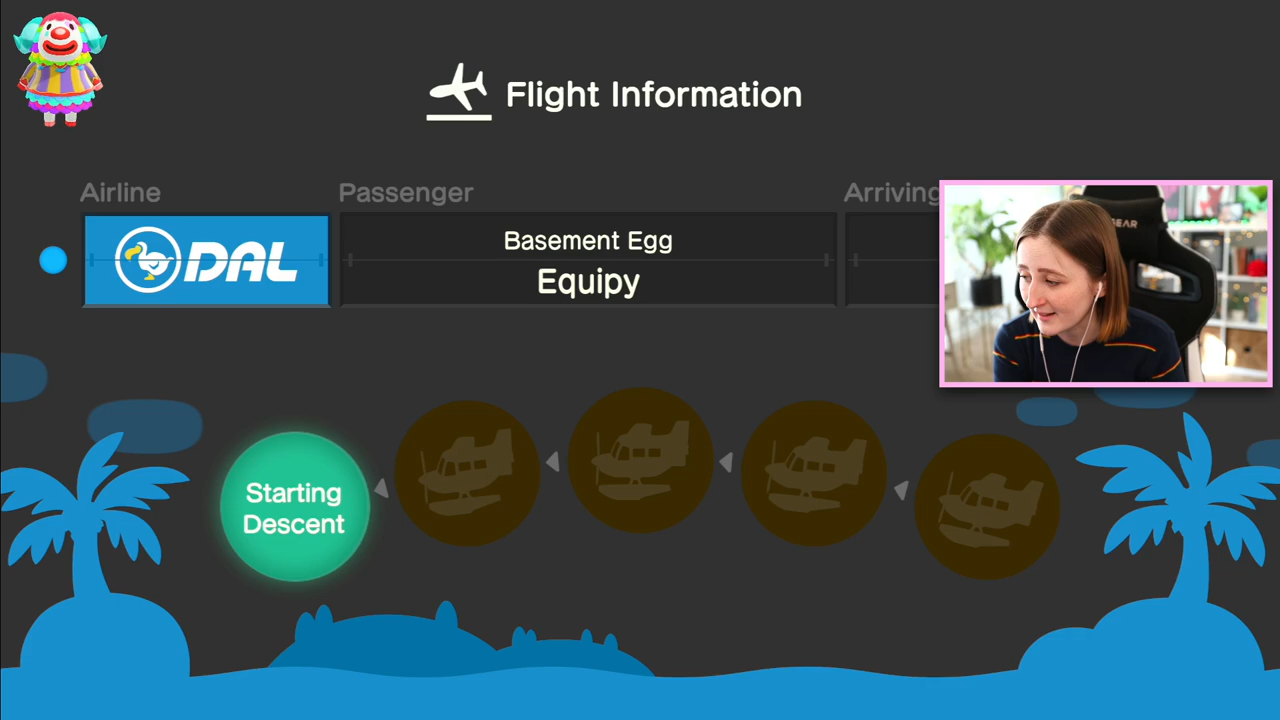 Flight Information
Airline
Passenger
Arriving
DAL
Basement Egg
Equipy
Starting
Descent